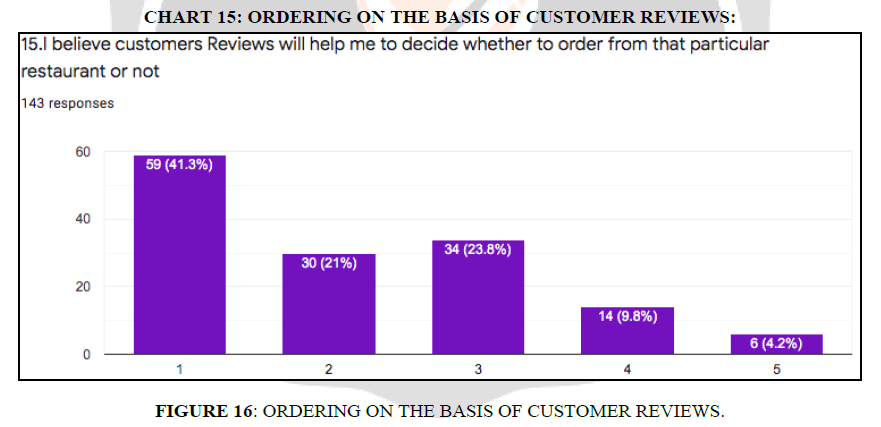 CHART 15: ORDERING ON THE BASIS OF CUSTOMER REVIEWS:
15.I believe customers Reviews will help me to decide whether to order from that particular
restaurant or not
143 responses
60
40
20
0
59 (41.3%)
30 (21%)
34 (23.8%)
14 (9.8%)
6 (4.2%)
1
2
3
4
5
FIGURE 16: ORDERING ON THE BASIS OF CUSTOMER REVIEWS.